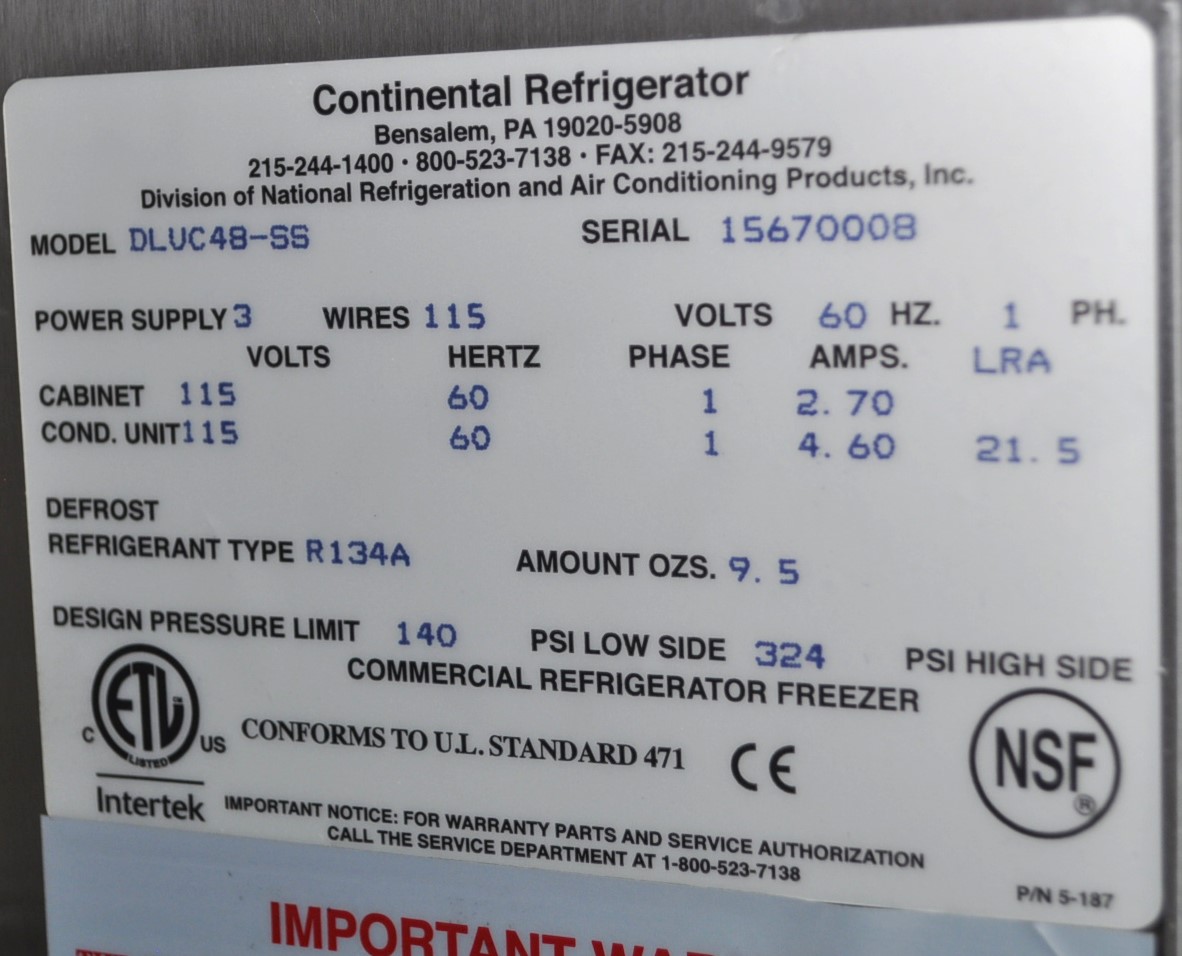 Continental Refrigerator
Bensalem, PA 19020-5908
215-244-1400 · 800-523-7138 · FAX: 215-244-9579
Division of National Refrigeration and Air Conditioning Products, Inc.
MODEL DLUC48-SS SERIAL 15670008
POWER SUPPLY 3 WIRES 115 VOLTS 60 HZ. 1 PH.
VOLTS HERTZ PHASE AMPS. LRA
CABINET 115 60 1 2.70
COND. UNIT 115 60 1 4.60 21.5
DEFROST
REFRIGERANT TYPE R134A AMOUNT OZS. 9.5
DESIGN PRESSURE LIMIT 140 PSI LOW SIDE 324 PSI HIGH SIDE
COMMERCIAL REFRIGERATOR FREEZER
ETL
LISTED
C US
Intertek
CONFORMS TO U.L. STANDARD 471
CE
NSF®
IMPORTANT NOTICE: FOR WARRANTY PARTS AND SERVICE AUTHORIZATION
CALL THE SERVICE DEPARTMENT AT 1-800-523-7138
P/N 5-187
IMPORTANT